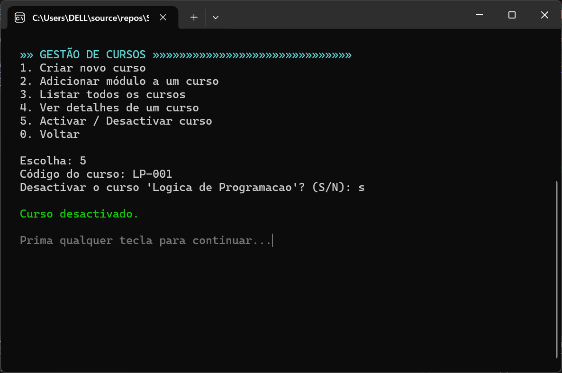 C:\Users\DELL\source\repos\S
»» GESTÃO DE CURSOS »»»»»»»»»»»»»»»»»»»»»»»»»»»»»»
1. Criar novo curso
2. Adicionar módulo a um curso
3. Listar todos os cursos
4. Ver detalhes de um curso
5. Activar / Desactivar curso
0. Voltar
Escolha: 5
Código do curso: LP-001
Desactivar o curso 'Logica de Programacao'? (S/N): s
Curso desactivado.
Prima qualquer tecla para continuar...